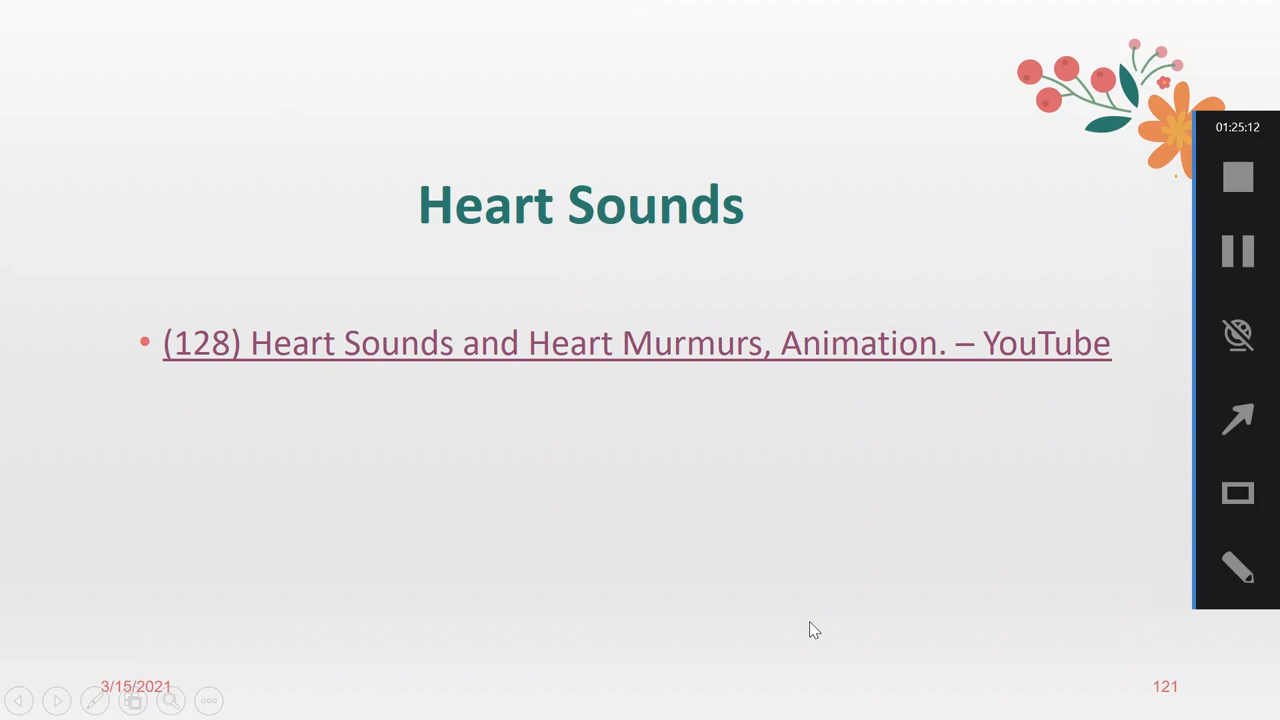 01:25:12
Heart Sounds
• (128) Heart Sounds and Heart Murmurs, Animation. – YouTube
3/15/2021
121